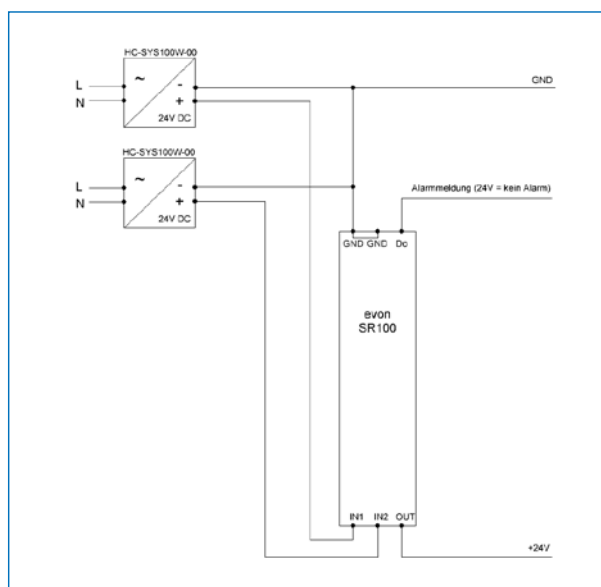 HC-SYS100W-00
L
N
~
-
+
24V DC
GND
HC-SYS100W-00
L
N
~
-
+
24V DC
Alarmmeldung (24V = kein Alarm)
GND GND Do
evon
SR100
IN1 IN2 OUT
+24V